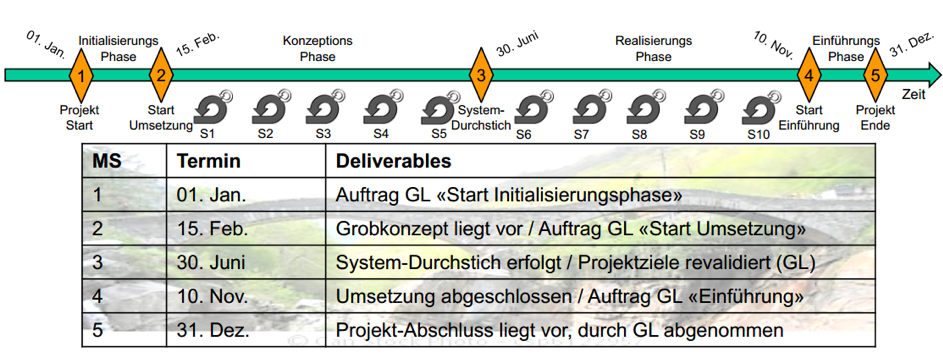 01. Jan.
Initialisierungs
Phase
15. Feb.
Konzeptions
Phase
30. Juni
Realisierungs
Phase
10. Nov.
Einführungs
Phase
31. Dez.
1
2
3
4
5
Zeit
Projekt
Start
Start
Umsetzung
S1
S2
S3
S4
S5
System-
Durchstich
S6
S7
S8
S9
S10
Start
Einführung
Projekt
Ende
MS Termin Deliverables
1 01. Jan. Auftrag GL «Start Initialisierungsphase»
2 15. Feb. Grobkonzept liegt vor / Auftrag GL «Start Umsetzung»
3 30. Juni System-Durchstich erfolgt / Projektziele revalidiert (GL)
4 10. Nov. Umsetzung abgeschlossen / Auftrag GL «Einführung»
5 31. Dez. Projekt-Abschluss liegt vor, durch GL abgenommen